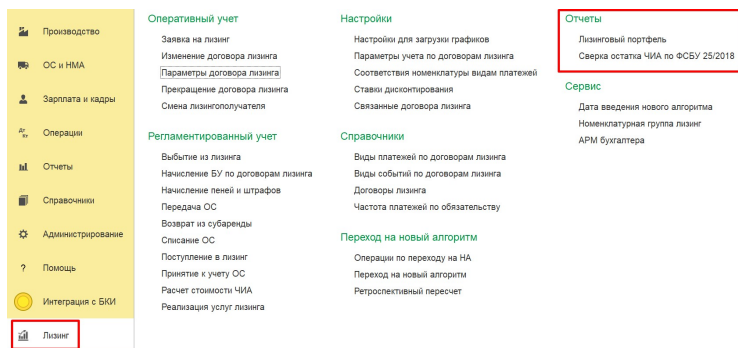 Производство
ОС и НМА
Зарплата и кадры
Дт Кт Операции
Отчеты
Справочники
Администрирование
? Помощь
Интеграция с БКИ
Лизинг
Оперативный учет
Заявка на лизинг
Изменение договора лизинга
Параметры договора лизинга
Прекращение договора лизинга
Смена лизингополучателя
Регламентированный учет
Выбытие из лизинга
Начисление БУ по договорам лизинга
Начисление пеней и штрафов
Передача ОС
Возврат из субаренды
Списание ОС
Поступление в лизинг
Принятие к учету ОС
Расчет стоимости ЧИА
Реализация услуг лизинга
Настройки
Настройки для загрузки графиков
Параметры учета по договорам лизинга
Соответствия номенклатуры видам платежей
Ставки дисконтирования
Связанные договора лизинга
Справочники
Виды платежей по договорам лизинга
Виды событий по договорам лизинга
Договоры лизинга
Частота платежей по обязательству
Переход на новый алгоритм
Операции по переходу на НА
Переход на новый алгоритм
Ретроспективный пересчет
Отчеты
Лизинговый портфель
Сверка остатка ЧИА по ФСБУ 25/2018
Сервис
Дата введения нового алгоритма
Номенклатурная группа лизинг
АРМ бухгалтера